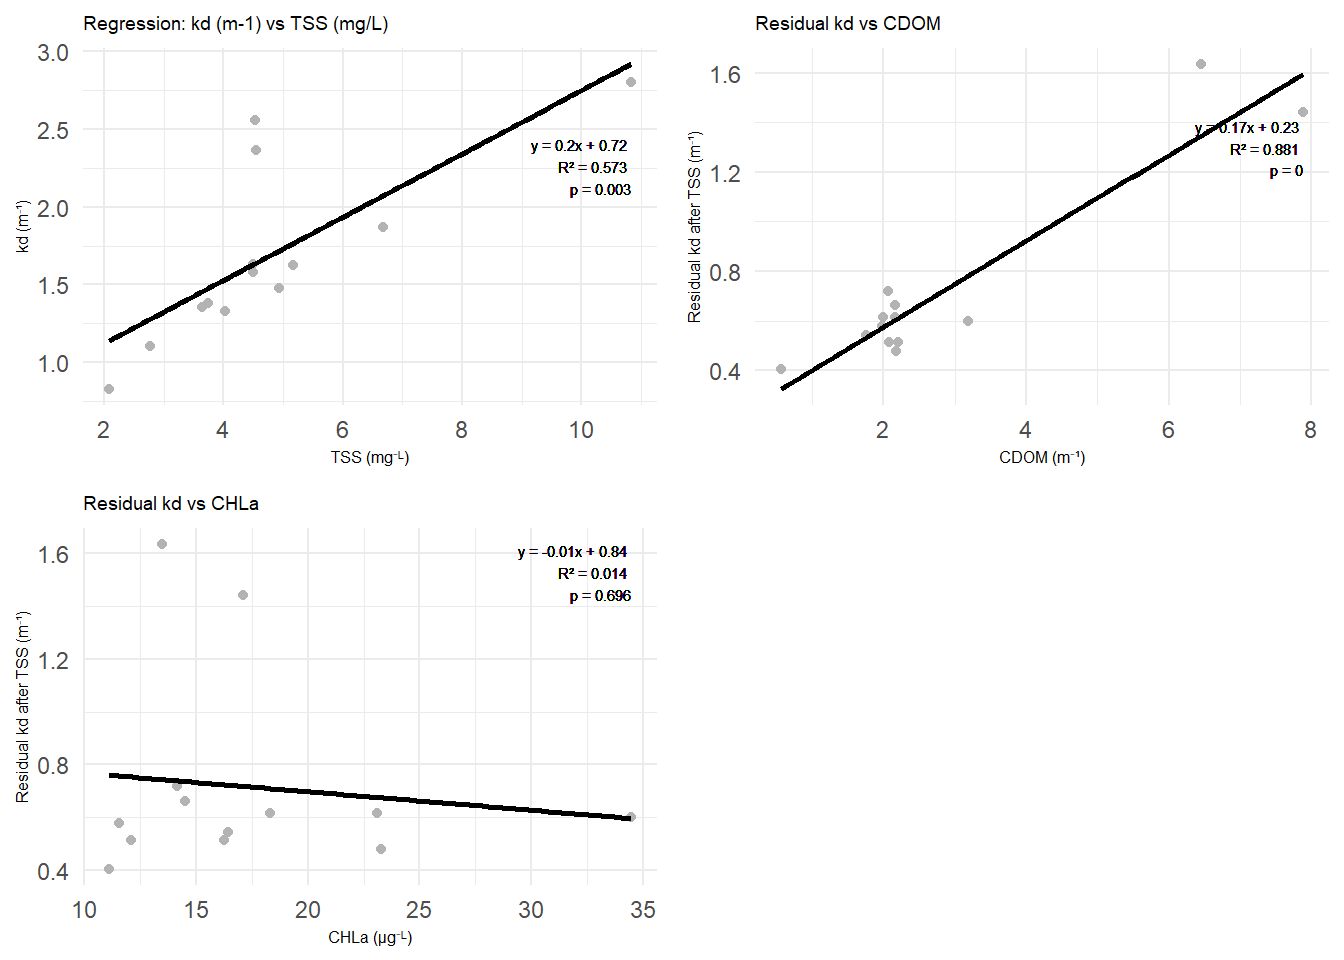 Regression: kd (m-1) vs TSS (mg/L)
3.0
2.5
2.0
1.5
1.0
kd (m⁻¹)
y = 0.2x + 0.72
R² = 0.573
p = 0.003
2 4 6 8 10
TSS (mg⁻ᴸ)
Residual kd vs CDOM
1.6
1.2
0.8
0.4
Residual kd after TSS (m⁻¹)
y = 0.17x + 0.23
R² = 0.881
p = 0
2 4 6 8
CDOM (m⁻¹)
Residual kd vs CHLa
1.6
1.2
0.8
0.4
Residual kd after TSS (m⁻¹)
y = -0.01x + 0.84
R² = 0.014
p = 0.696
10 15 20 25 30 35
CHLa (µg⁻ᴸ)